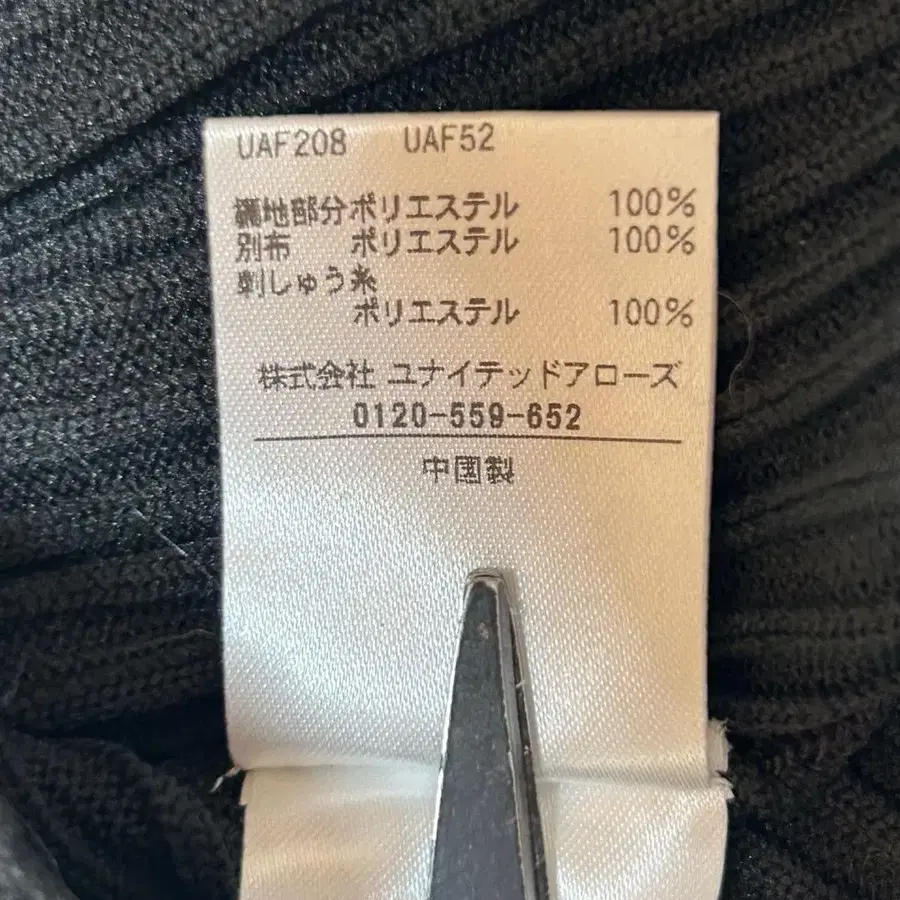 UAF208 UAF52
編地部分ポリエステル 100%
別布 ポリエステル 100%
刺しゅう糸
ポリエステル 100%
株式会社 ユナイテッドアローズ
0120-559-652
中国製